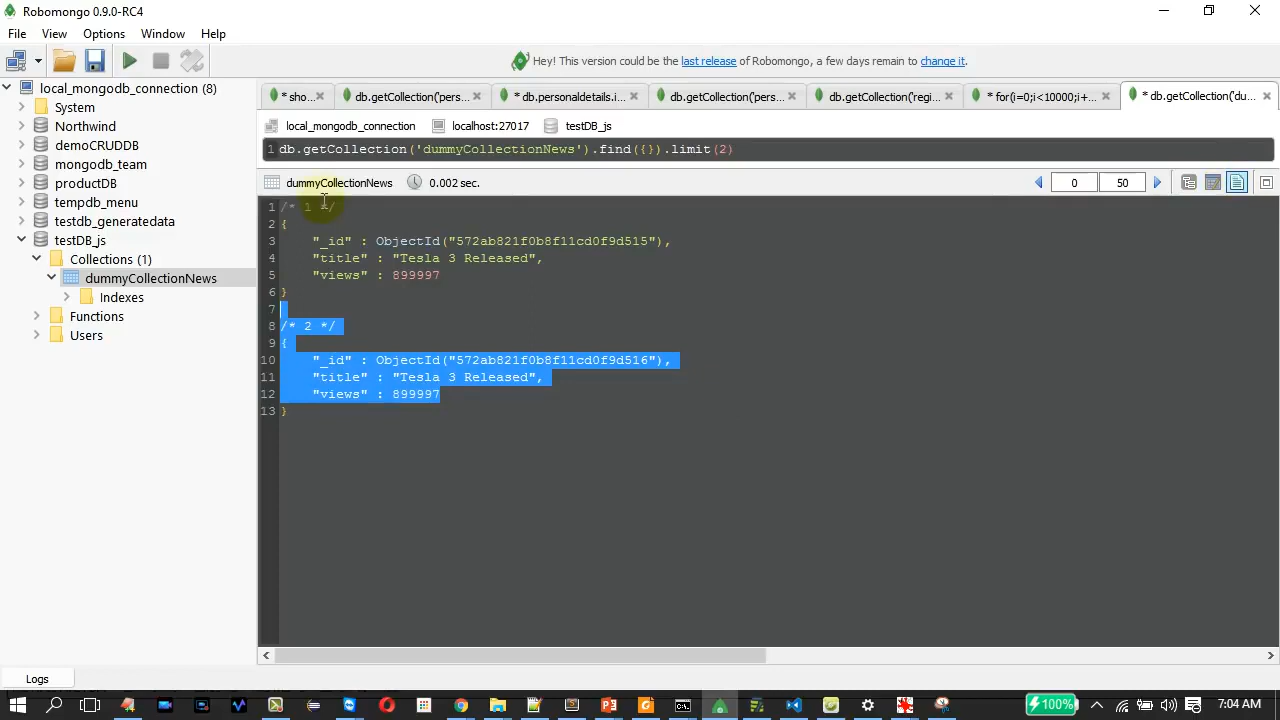 Robomongo 0.9.0-RC4
File View Options Window Help
Hey! This version could be the last release of Robomongo, a few days remain to change it.
local_mongodb_connection (8)
System
Northwind
demoCRUDDB
mongodb_team
productDB
tempdb_menu
testdb_generatedata
testDB_js
Collections (1)
dummyCollectionNews
Indexes
Functions
Users
* sho... db.getCollection('pers... * db.personaldetails.i... db.getCollection('pers... db.getCollection('regi... * for(i=0;i<10000;i+... * db.getCollection('du...
local_mongodb_connection localhost:27017 testDB_js
1 db.getCollection('dummyCollectionNews').find({}).limit(2)
dummyCollectionNews 0.002 sec. 0 50
1 /* 1 */
2 {
3 "_id" : ObjectId("572ab821f0b8f11cd0f9d515"),
4 "title" : "Tesla 3 Released",
5 "views" : 899997
6 }
7
8 /* 2 */
9 {
10 "_id" : ObjectId("572ab821f0b8f11cd0f9d516"),
11 "title" : "Tesla 3 Released",
12 "views" : 899997
13 }
Logs
100% 7:04 AM